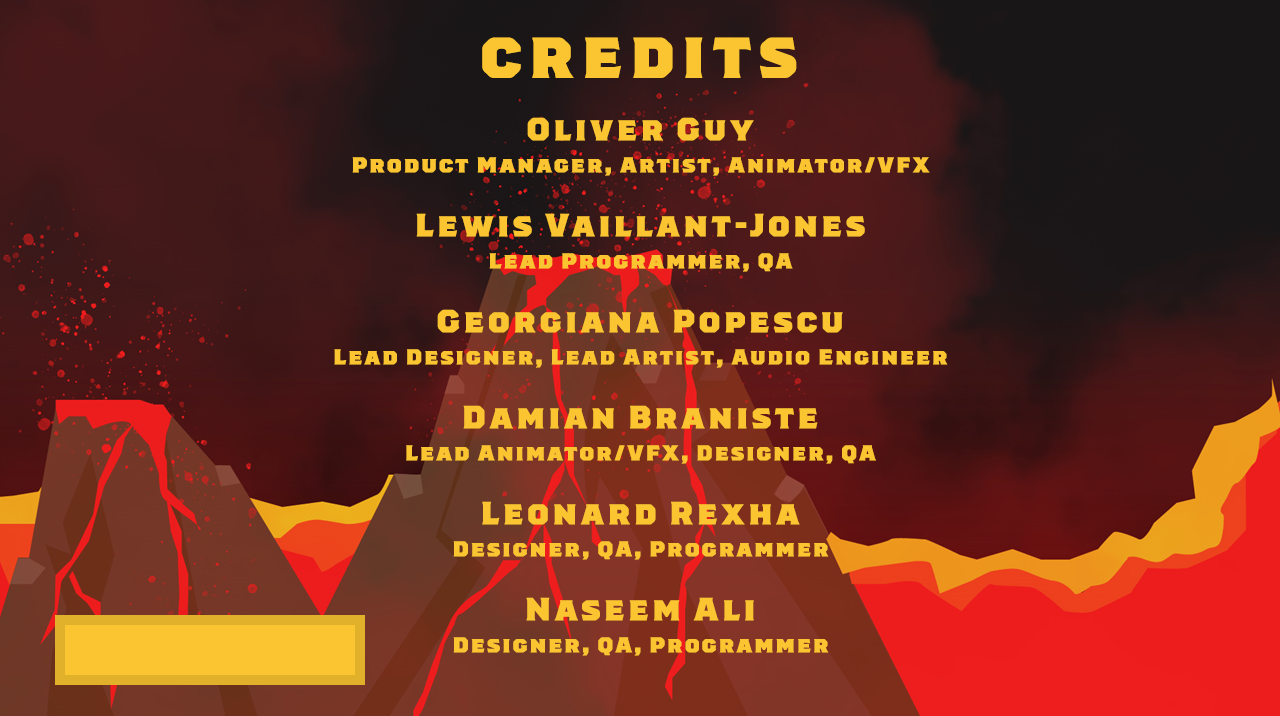 CREDITS
OLIVER GUY
PRODUCT MANAGER, ARTIST, ANIMATOR/VFX
LEWIS VAILLANT-JONES
LEAD PROGRAMMER, QA
GEORGIANA POPESCU
LEAD DESIGNER, LEAD ARTIST, AUDIO ENGINEER
DAMIAN BRANISTE
LEAD ANIMATOR/VFX, DESIGNER, QA
LEONARD REXHA
DESIGNER, QA, PROGRAMMER
NASEEM ALI
DESIGNER, QA, PROGRAMMER